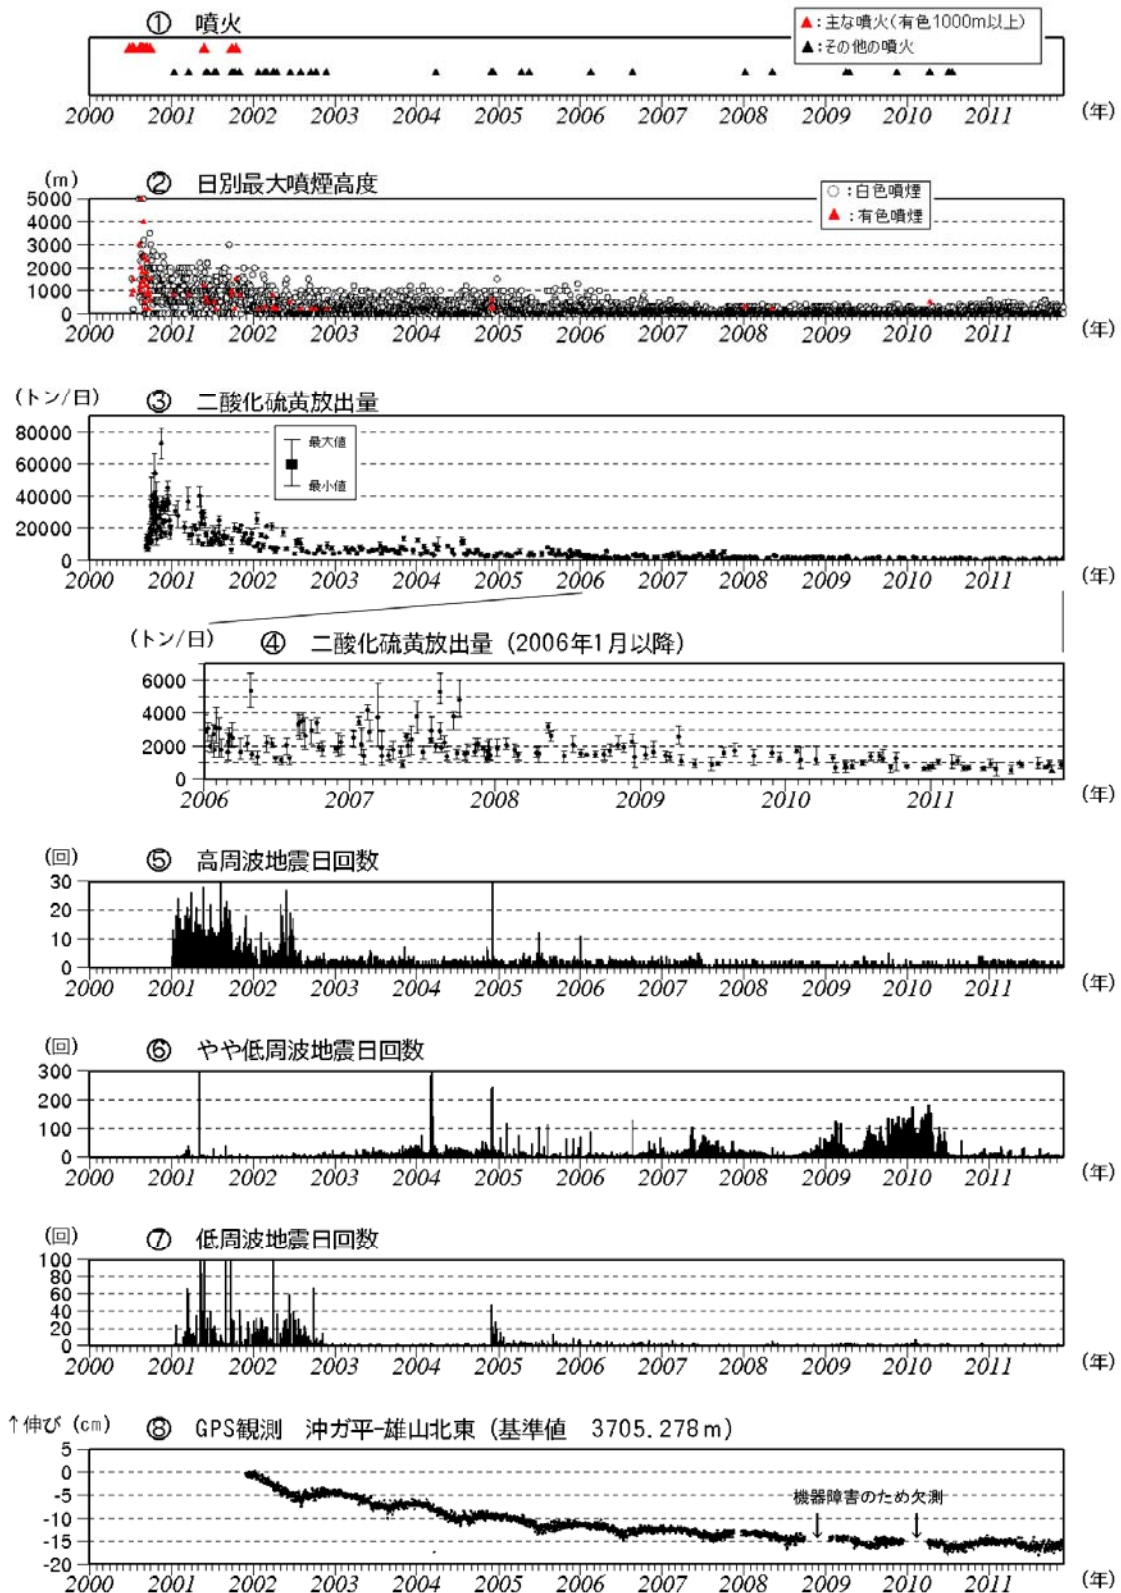 ① 噴火
▲：主な噴火(有色1000m以上)
▲：その他の噴火
2000 2001 2002 2003 2004 2005 2006 2007 2008 2009 2010 2011 (年)
(m) ② 日別最大噴煙高度
○：白色噴煙
▲：有色噴煙
5000
4000
3000
2000
1000
0
2000 2001 2002 2003 2004 2005 2006 2007 2008 2009 2010 2011 (年)
(トン/日) ③ 二酸化硫黄放出量
最大値
最小値
80000
60000
40000
20000
0
2000 2001 2002 2003 2004 2005 2006 2007 2008 2009 2010 2011 (年)
(トン/日) ④ 二酸化硫黄放出量（2006年1月以降）
6000
4000
2000
0
2006 2007 2008 2009 2010 2011 (年)
(回) ⑤ 高周波地震日回数
30
20
10
0
2000 2001 2002 2003 2004 2005 2006 2007 2008 2009 2010 2011 (年)
(回) ⑥ やや低周波地震日回数
300
200
100
0
2000 2001 2002 2003 2004 2005 2006 2007 2008 2009 2010 2011 (年)
(回) ⑦ 低周波地震日回数
100
80
60
40
20
0
2000 2001 2002 2003 2004 2005 2006 2007 2008 2009 2010 2011 (年)
↑伸び (cm) ⑧ GPS観測 沖ガ平-雄山北東（基準値 3705.278m）
5
0
-5
-10
-15
-20
機器障害のため欠測
2000 2001 2002 2003 2004 2005 2006 2007 2008 2009 2010 2011 (年)